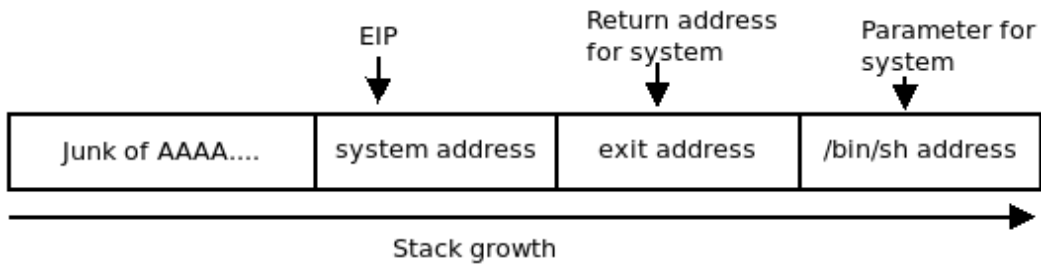 EIP
Return address
for system
Parameter for
system
Junk of AAAA....
system address
exit address
/bin/sh address
Stack growth